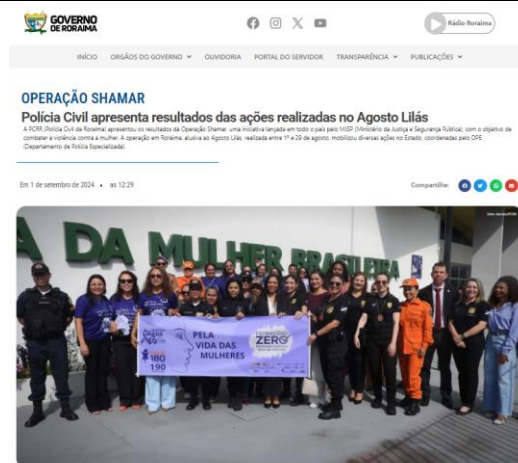 GOVERNO
DE RORAIMA
Rádio Roraima
INÍCIO ORGÃOS DO GOVERNO OUVIDORIA PORTAL DO SERVIDOR TRANSPARÊNCIA PUBLICAÇÕES
OPERAÇÃO SHAMAR
Polícia Civil apresenta resultados das ações realizadas no Agosto Lilás
A PCRR (Polícia Civil de Roraima) apresentou os resultados da Operação Shamar, uma iniciativa lançada em todo o país pelo MJSP (Ministério da Justiça e Segurança Pública), com o objetivo de
combater a violência contra a mulher. A operação em Roraima, alusiva ao Agosto Lilás, realizada entre 1º e 29 de agosto, mobilizou diversas ações no Estado, coordenadas pelo DPE
(Departamento de Polícia Especializada).
Em 1 de setembro de 2024 • as 12:29
Compartilhe:
A DA MULHER BRASILEIRA
PELA
VIDA DAS
MULHERES
ZERO
180
190